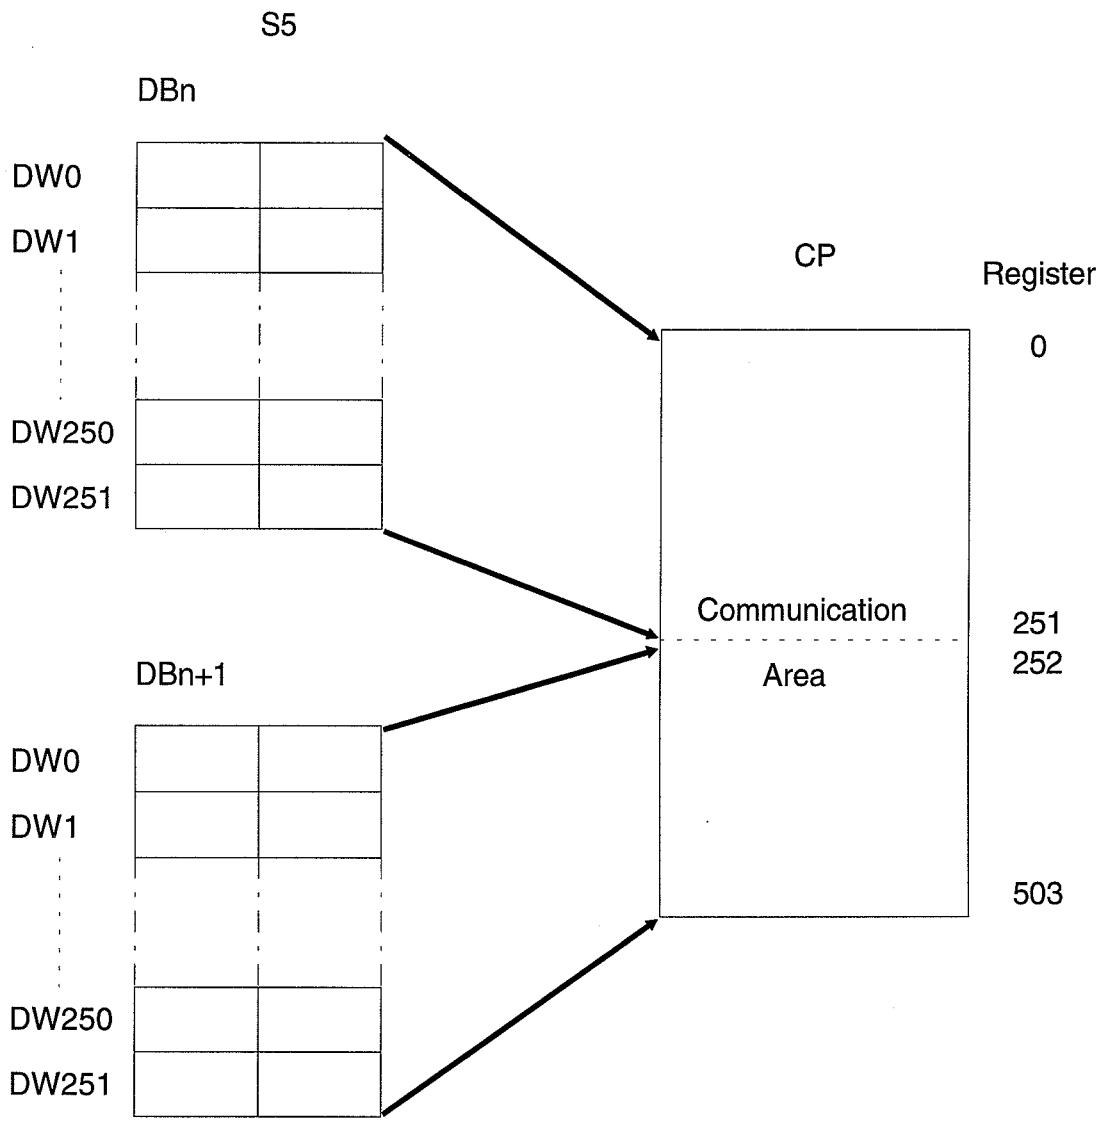 S5
DBn
DW0
DW1
DW250
DW251
CP
Register
0
Communication
Area
251
252
503
DBn+1
DW0
DW1
DW250
DW251